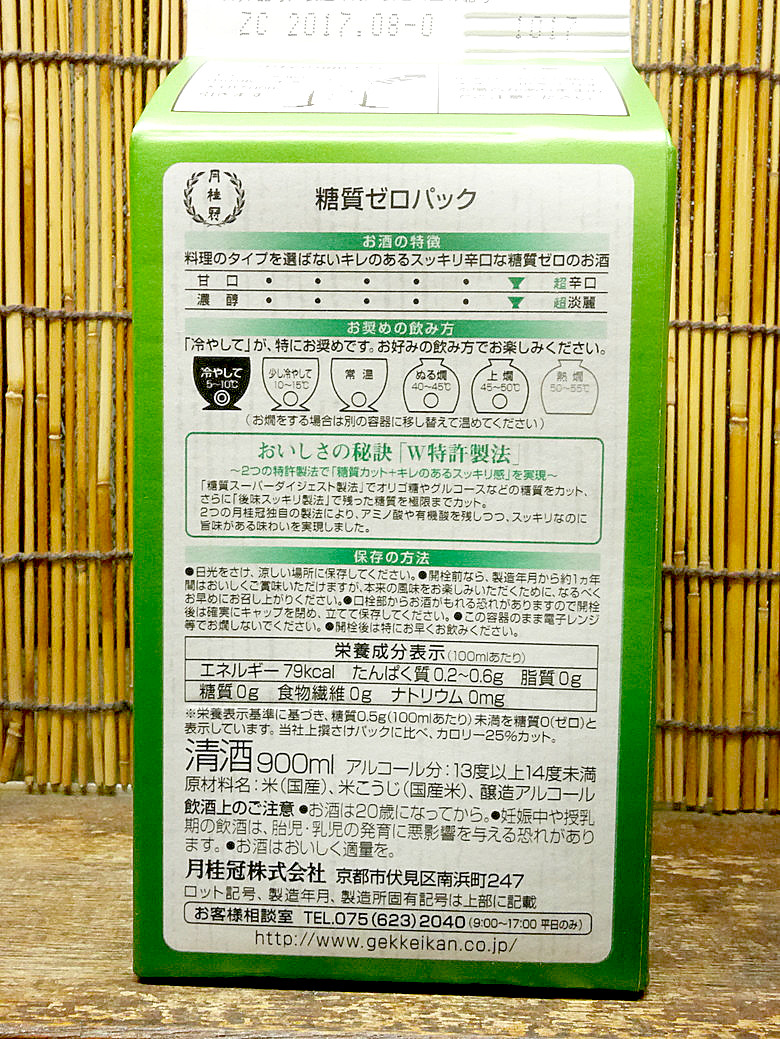 ZC 2017.08-0
1017
月桂冠
糖質ゼロパック
お酒の特徴
料理のタイプを選ばないキレのあるスッキリ辛口な糖質ゼロのお酒
甘口 ● ● ● ● ● 超辛口
濃醇 ● ● ● ● ● 超淡麗
お奨めの飲み方
「冷やして」が、特にお奨めです。お好みの飲み方でお楽しみください。
冷やして 少し冷やして 常温 ぬる燗 上燗 熱燗
5〜10℃ 10〜15℃ 40〜45℃ 45〜50℃ 50〜55℃
(お燗をする場合は別の容器に移し替えて温めてください)
おいしさの秘訣「W特許製法」
〜2つの特許製法で「糖質カット+キレのあるスッキリ感」を実現〜
「糖質スーパーダイジェスト製法」でオリゴ糖やグルコースなどの糖質をカット、
さらに「後味スッキリ製法」で残った糖質を極限までカット。
2つの月桂冠独自の製法により、アミノ酸や有機酸を残しつつ、スッキリなのに
旨味がある味わいを実現しました。
保存の方法
●日光をさけ、涼しい場所に保存してください。●開栓前なら、製造年月から約1ヵ年
間はおいしくご賞味いただけますが、本来の風味をお楽しみいただくために、なるべく
お早めにお召し上がりください。●口栓部からお酒がもれる恐れがありますので開栓
後は確実にキャップを閉め、立てて保存してください。●この容器のまま電子レンジ
等でお燗しないでください。●開栓後は特にお早くお飲みください。
栄養成分表示(100mlあたり)
エネルギー79kcal たんぱく質0.2〜0.6g 脂質0g
糖質0g 食物繊維0g ナトリウム0mg
※栄養表示基準に基づき、糖質0.5g(100mlあたり)未満を糖質0(ゼロ)と
表示しています。当社上撰さけパックに比べ、カロリー25%カット。
清酒900ml アルコール分:13度以上14度未満
原材料名:米(国産)、米こうじ(国産米)、醸造アルコール
飲酒上のご注意 ●お酒は20歳になってから。●妊娠中や授乳
期の飲酒は、胎児・乳児の発育に悪影響を与える恐れがあり
ます。●お酒はおいしく適量を。
月桂冠株式会社 京都市伏見区南浜町247
ロット記号、製造年月、製造所固有記号は上部に記載
お客様相談室 TEL.075(623)2040(9:00〜17:00 平日のみ)
http://www.gekkeikan.co.jp/